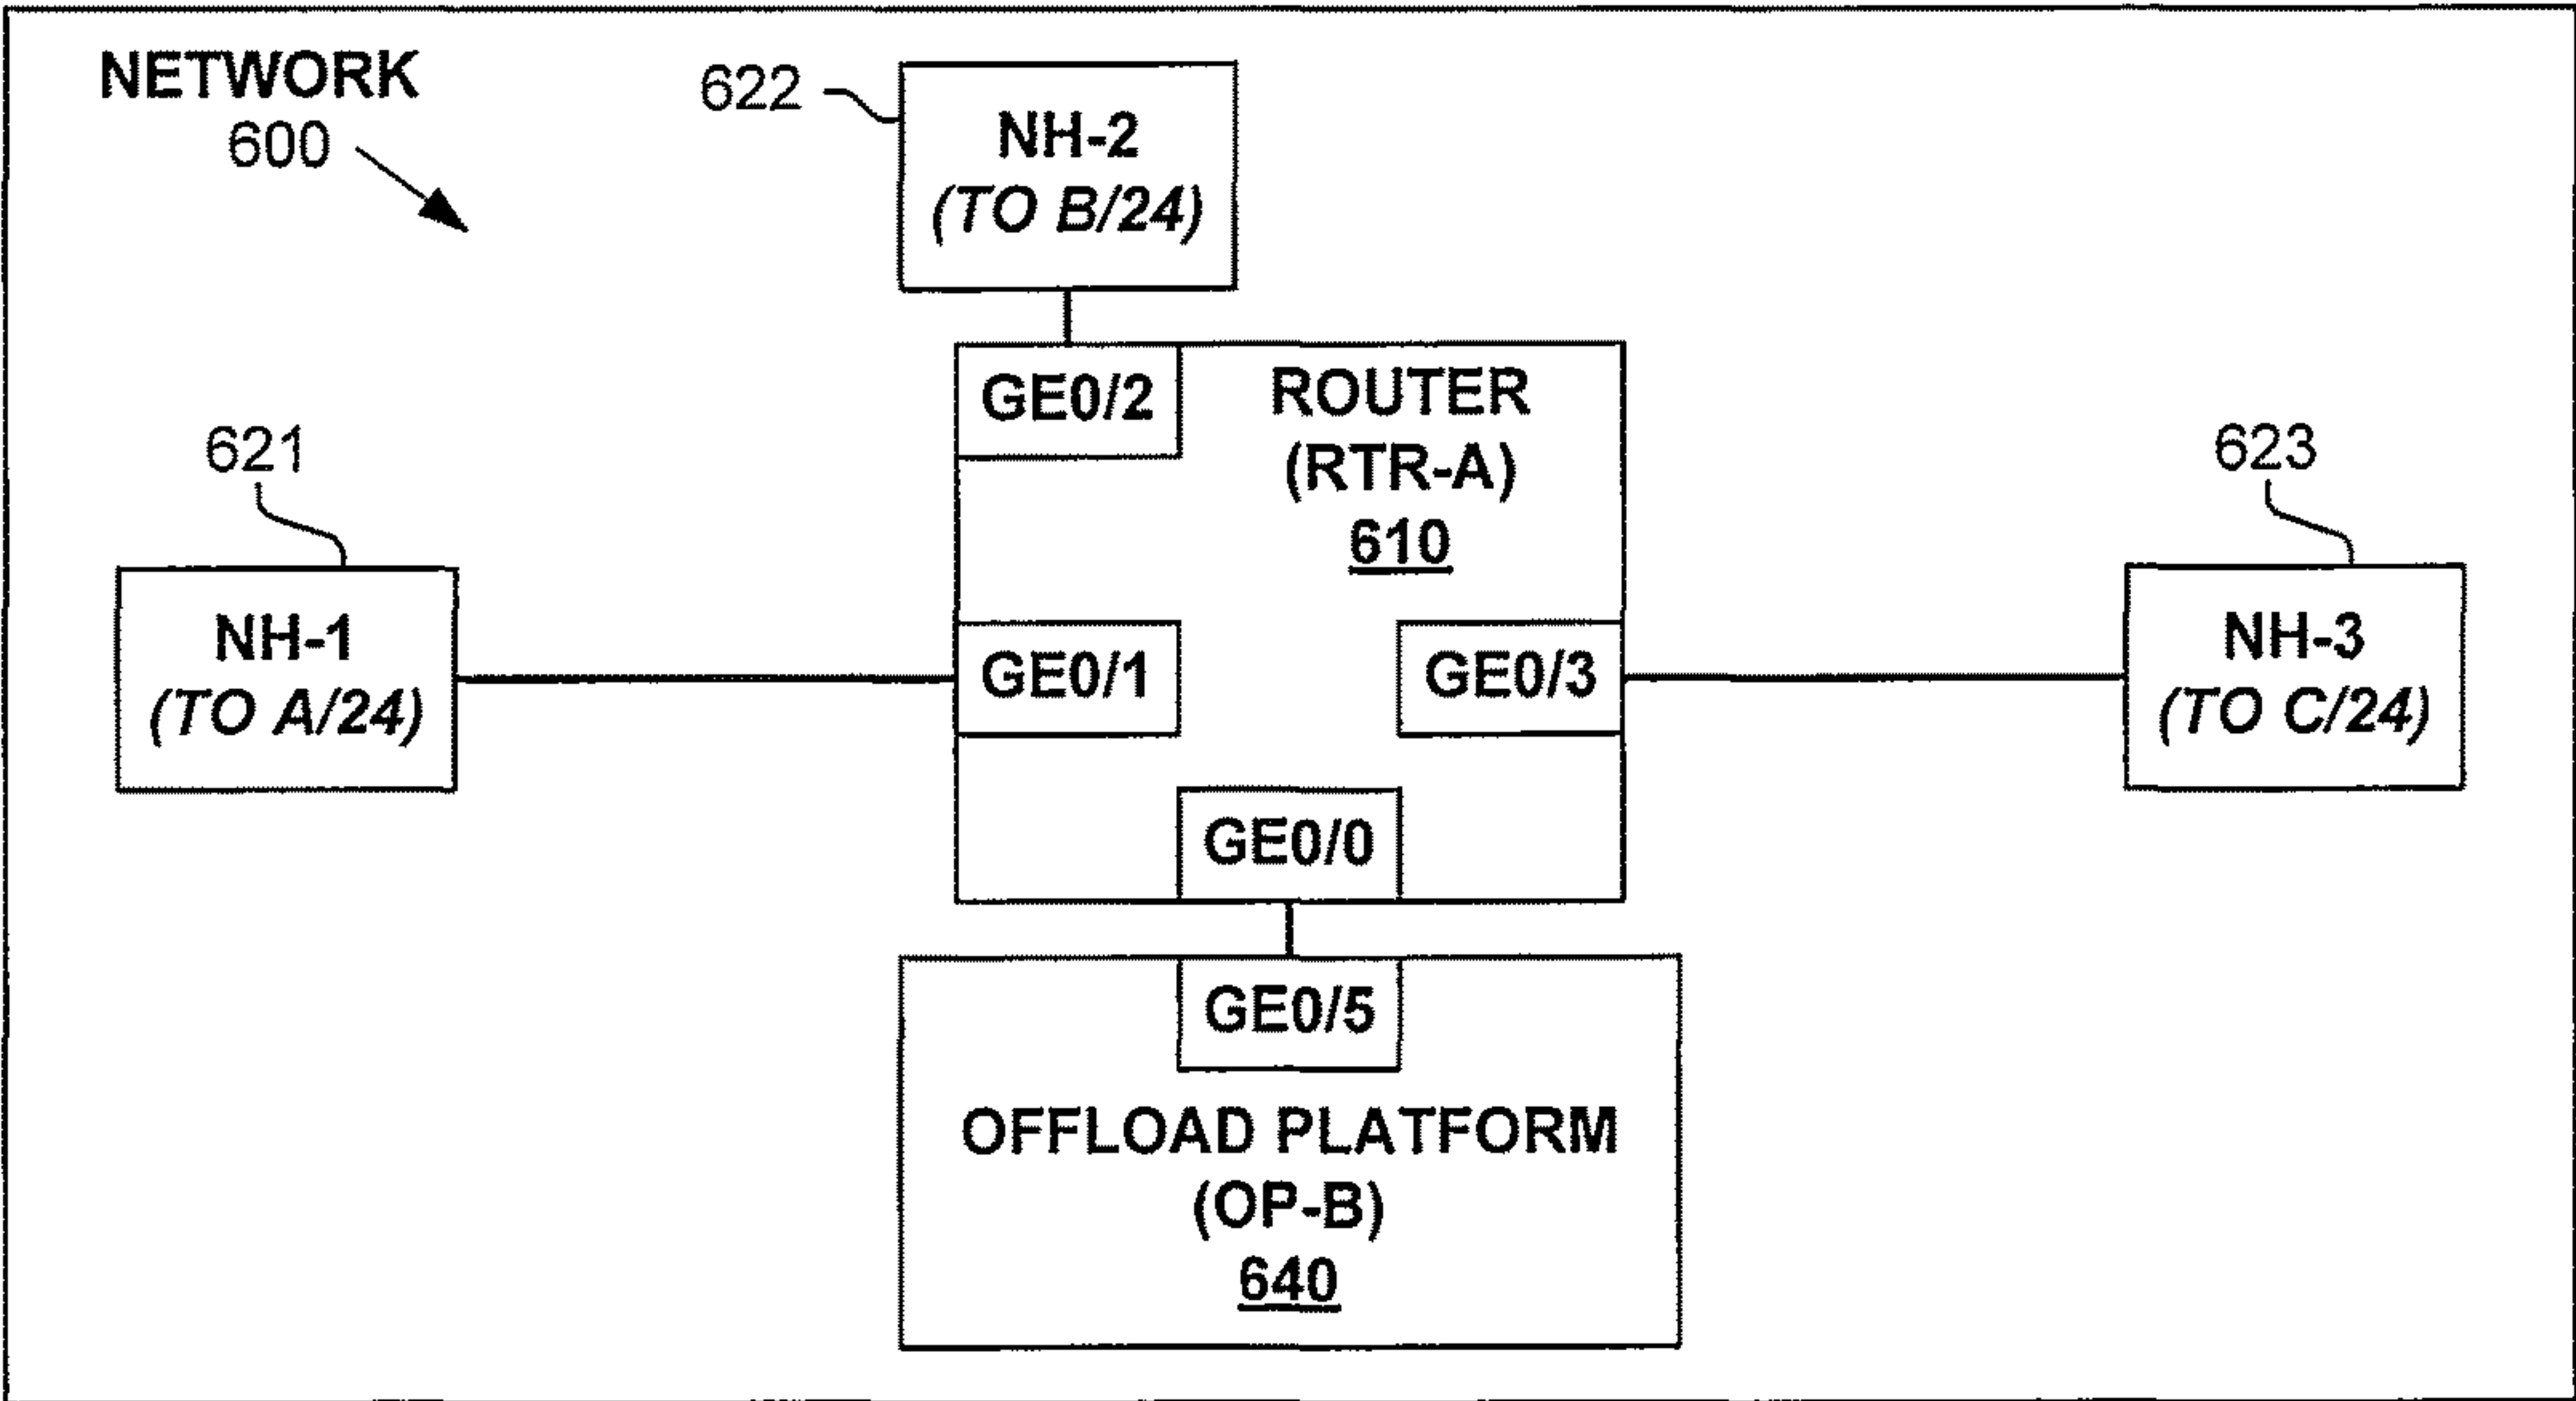 NETWORK
600
622
NH-2
(TO B/24)
GE0/2
ROUTER
(RTR-A)
610
621
NH-1
(TO A/24)
GE0/1
GE0/3
623
NH-3
(TO C/24)
GE0/0
GE0/5
OFFLOAD PLATFORM
(OP-B)
640